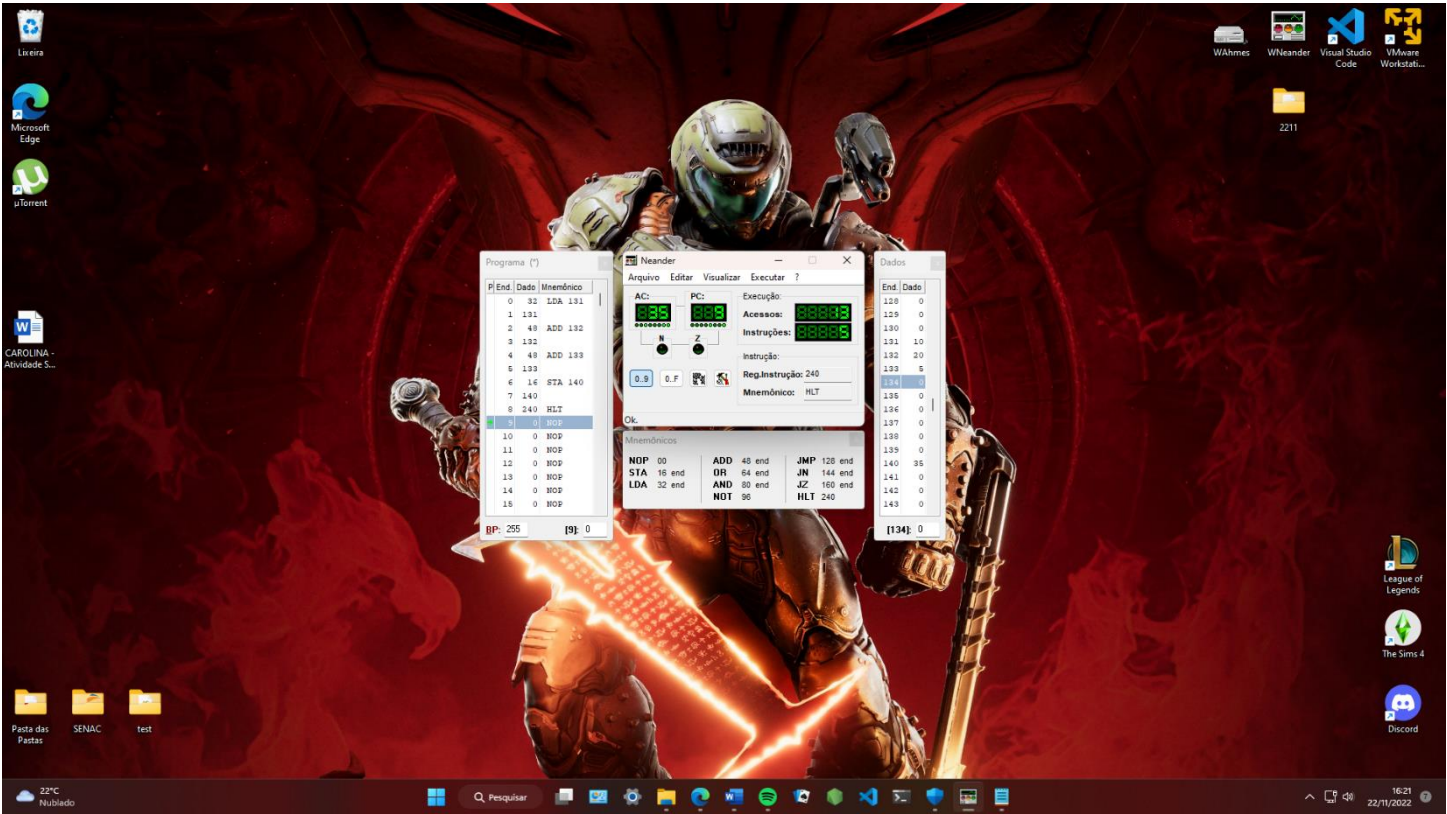 Lixeira
Microsoft
Edge
µTorrent
CAROLINA -
Atividade S...
Pasta das
Pastas
SENAC
test
WAhmes
WNeander
Visual Studio
Code
VMware
Workstati...
2211
League of
Legends
The Sims 4
Discord
Programa (*)
P End. Dado Mnemônico
0 32 LDA 131
1 131
2 48 ADD 132
3 132
4 48 ADD 133
5 133
6 16 STA 140
7 140
8 240 HLT
9 0 NOP
10 0 NOP
11 0 NOP
12 0 NOP
13 0 NOP
14 0 NOP
15 0 NOP
BP: 255 [9]: 0
Neander
Arquivo Editar Visualizar Executar ?
AC: PC: Execução:
35 9 Acessos: 13
Instruções: 5
N Z
Instrução:
0..9 0..F Reg.Instrução: 240
Mnemônico: HLT
Ok.
Mnemônicos
NOP 00 ADD 48 end JMP 128 end
STA 16 end OR 64 end JN 144 end
LDA 32 end AND 80 end JZ 160 end
NOT 96 HLT 240
Dados
End. Dado
128 0
129 0
130 0
131 10
132 20
133 5
134 0
135 0
136 0
137 0
138 0
139 0
140 35
141 0
142 0
143 0
[134]: 0
22°C
Nublado
Pesquisar
16:21
22/11/2022
7